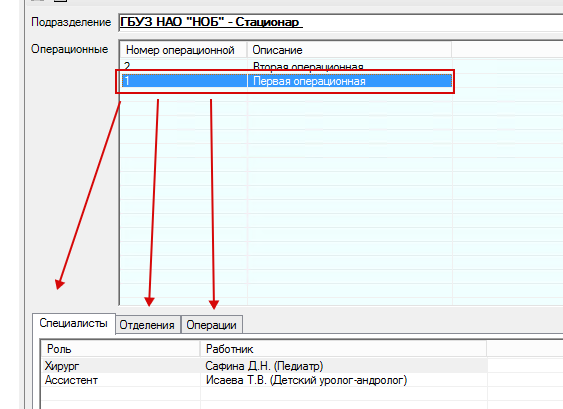 Подразделение ГБУЗ НАО "НОБ" - Стационар
Операционные Номер операционной Описание
2 Вторая операционная
1 Первая операционная
Специалисты Отделения Операции
Роль Работник
Хирург Сафина Д.Н. (Педиатр)
Ассистент Исаева Т.В. (Детский уролог-андролог)